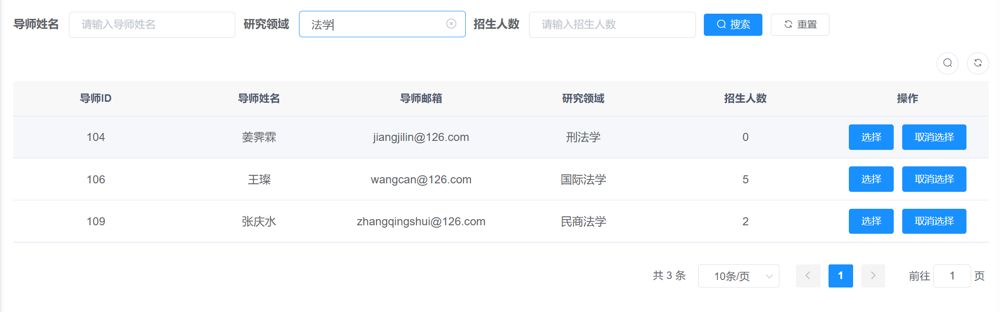 导师姓名 请输入导师姓名 研究领域 法学 招生人数 请输入招生人数 搜索 重置
导师ID 导师姓名 导师邮箱 研究领域 招生人数 操作
104 姜霁霖 jiangjilin@126.com 刑法学 0 选择 取消选择
106 王璨 wangcan@126.com 国际法学 5 选择 取消选择
109 张庆水 zhangqingshui@126.com 民商法学 2 选择 取消选择
共 3 条 10条/页 1 前往 1 页